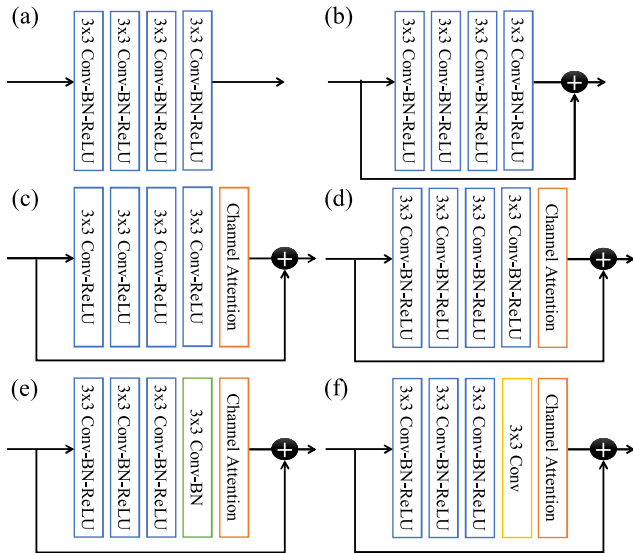 (a)
3x3 Conv-BN-ReLU
3x3 Conv-BN-ReLU
3x3 Conv-BN-ReLU
3x3 Conv-BN-ReLU
(b)
3x3 Conv-BN-ReLU
3x3 Conv-BN-ReLU
3x3 Conv-BN-ReLU
3x3 Conv-BN-ReLU
+
(c)
3x3 Conv-ReLU
3x3 Conv-ReLU
3x3 Conv-ReLU
3x3 Conv-ReLU
Channel Attention
+
(d)
3x3 Conv-BN-ReLU
3x3 Conv-BN-ReLU
3x3 Conv-BN-ReLU
3x3 Conv-BN-ReLU
Channel Attention
+
(e)
3x3 Conv-BN-ReLU
3x3 Conv-BN-ReLU
3x3 Conv-BN-ReLU
3x3 Conv-BN
Channel Attention
+
(f)
3x3 Conv-BN-ReLU
3x3 Conv-BN-ReLU
3x3 Conv-BN-ReLU
3x3 Conv
Channel Attention
+